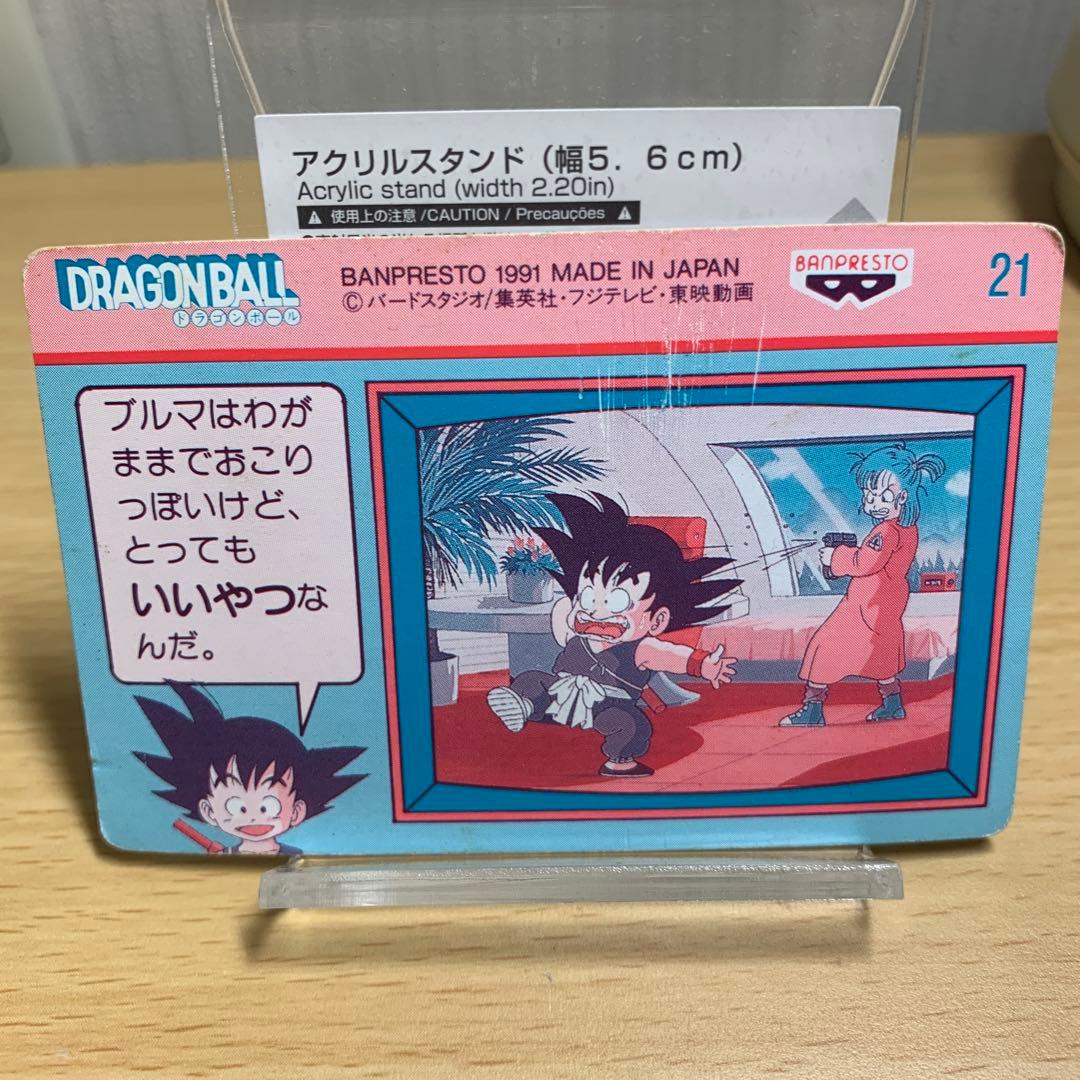 アクリルスタンド（幅5．6cm）
Acrylic stand (width 2.20in)
使用上の注意 /CAUTION / Precauções
DRAGONBALL
ドラゴンボール
BANPRESTO 1991 MADE IN JAPAN
©バードスタジオ/集英社・フジテレビ・東映動画
BANPRESTO
21
ブルマはわが
ままでおこり
っぽいけど、
とっても
いいやつな
んだ。